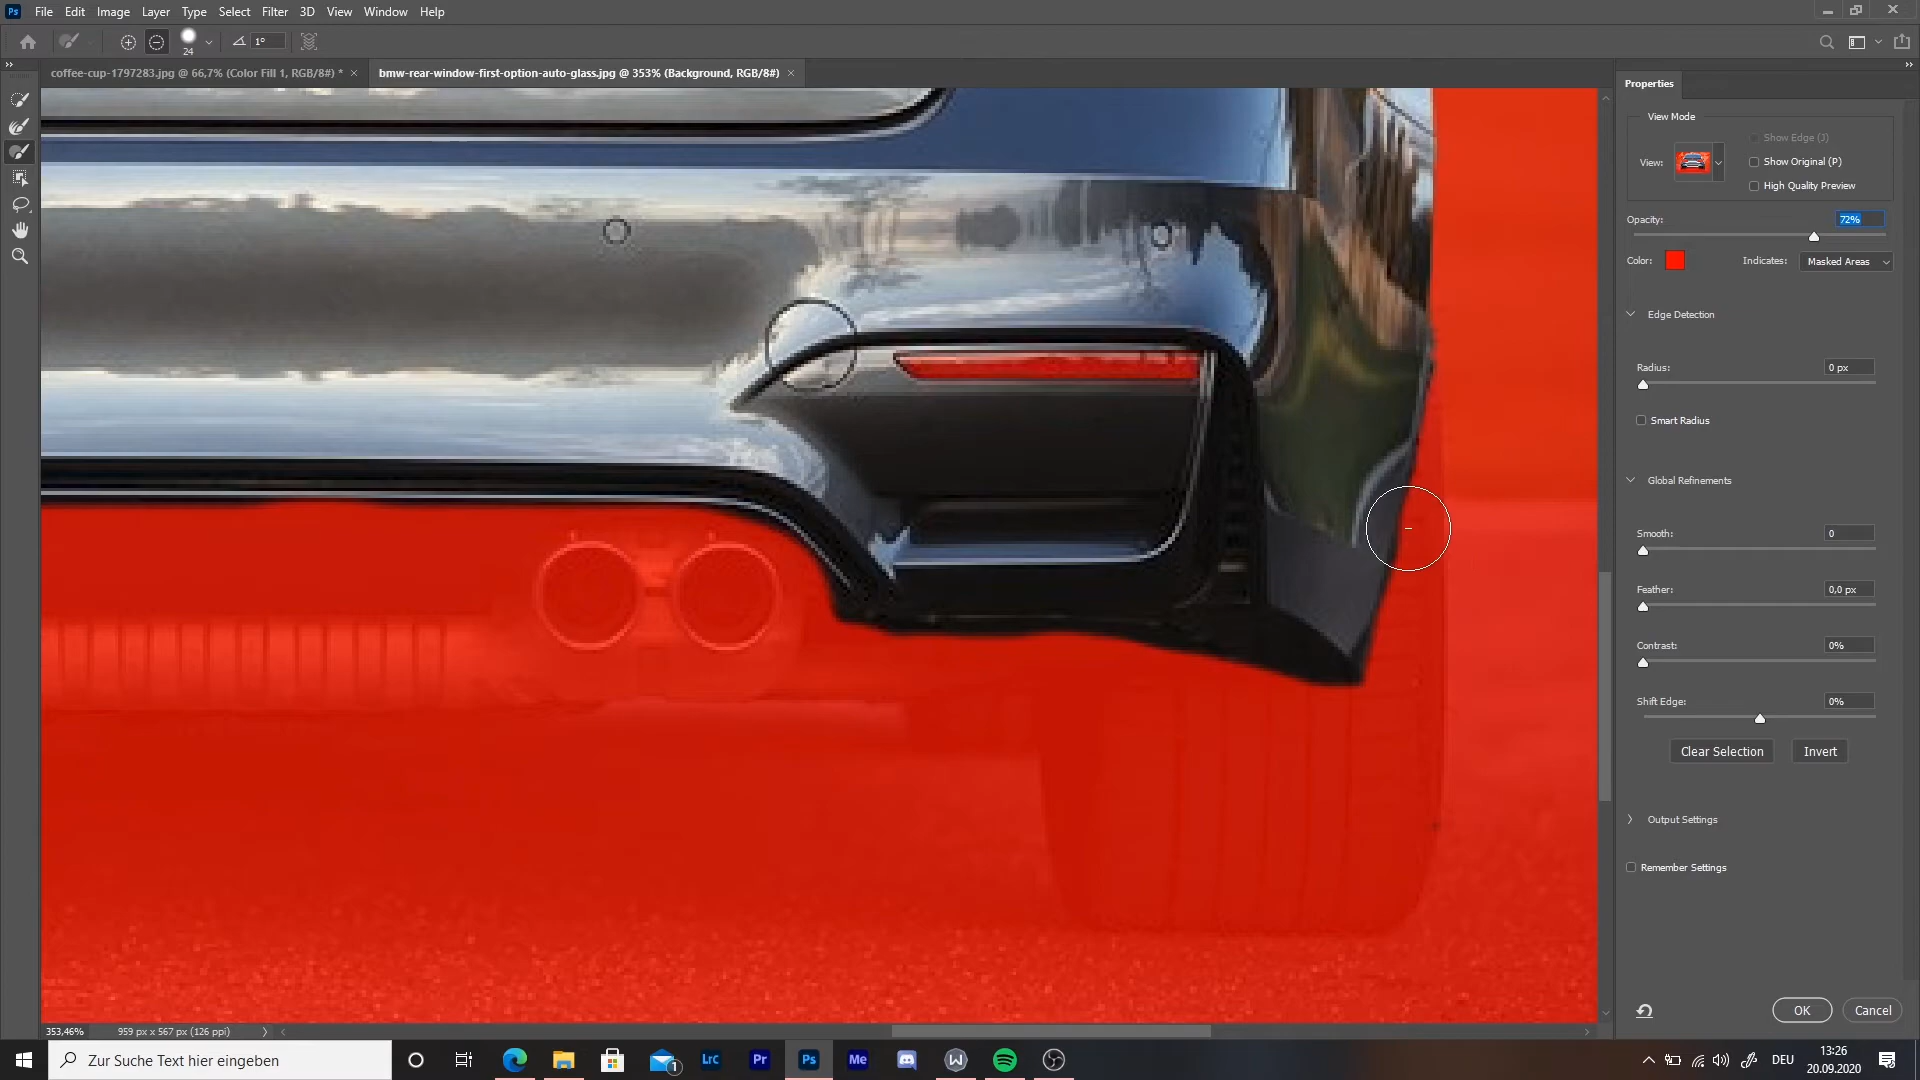 Ps File Edit Image Layer Type Select Filter 3D View Window Help
24 1°
coffee-cup-1797283.jpg @ 66,7% (Color Fill 1, RGB/8#) *
bmw-rear-window-first-option-auto-glass.jpg @ 353% (Background, RGB/8#)
Properties
View Mode
Show Edge (J)
View:
Show Original (P)
High Quality Preview
Opacity: 72%
Color: Indicates: Masked Areas
Edge Detection
Radius: 0 px
Smart Radius
Global Refinements
Smooth: 0
Feather: 0,0 px
Contrast: 0%
Shift Edge: 0%
Clear Selection Invert
Output Settings
Remember Settings
OK Cancel
353,46% 959 px x 567 px (126 ppi)
Zur Suche Text hier eingeben
1 Lrc Pr Ps Me
DEU
13:26
20.09.2020